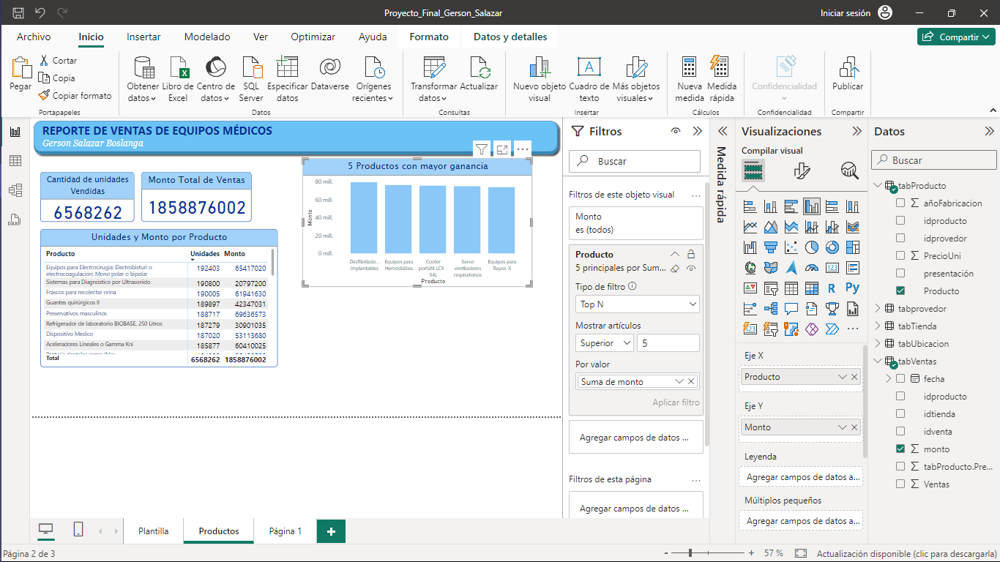 Proyecto_Final_Gerson_Salazar
Iniciar sesión
Archivo
Inicio
Insertar
Modelado
Ver
Optimizar
Ayuda
Formato
Datos y detalles
Compartir
Pegar
Cortar
Copia
Copiar formato
Portapapeles
Obtener datos
Libro de Excel
Centro de datos
SQL Server
Especificar datos
Dataverse
Orígenes recientes
Datos
Transformar datos
Actualizar
Consultas
Nuevo objeto visual
Cuadro de texto
Más objetos visuales
Insertar
Nueva medida
Medida rápida
Cálculos
Confidencialidad
Confidencialidad
Publicar
Compartir
REPORTE DE VENTAS DE EQUIPOS MÉDICOS
Gerson Salazar Boslanga
Cantidad de unidades Vendidas
6568262
Monto Total de Ventas
1858876002
Unidades y Monto por Producto
Producto Unidades Monto
Equipos para Electrocirugia: Electrobisturí o
electrocoagulación; Mono polar o bipolar 192403 65417020
Sistemas para Diagnóstico por Ultrasonido 190800 20797200
Frascos para recolectar orina 190005 61941630
Guantes quirúrgicos II 189897 42347031
Preservativos masculinos 188717 69636573
Refrigerador de laboratorio BIOBASE, 250 Litros 187279 30901035
Dispositivo Médico 187020 53113680
Aceleradores Lineales o Gamma Kni 185877 60410025
Total 6568262 1858876002
5 Productos con mayor ganancia
Monto
80 mill.
60 mill.
40 mill.
20 mill.
0 mill.
Desfibrilado... Implantables
Equipos para Hemodiálisis
Cooler portátil LCX - 54L
Servo ventiladores respiratorios
Equipos para Rayos X
Producto
Filtros
Buscar
Filtros de este objeto visual
...
Monto
es (todos)
Producto
5 principales por Sum...
Tipo de filtro
Top N
Mostrar artículos
Superior
5
Por valor
Suma de monto
Aplicar filtro
Agregar campos de datos ...
Filtros de esta página
...
Agregar campos de datos ...
Medida rápida
Visualizaciones
Compilar visual
123
R
Py
123
...
Eje X
Producto
Eje Y
Monto
Leyenda
Agregar campos de datos a...
Múltiplos pequeños
Agregar campos de datos a...
Datos
Buscar
tabProducto
añoFabricacion
idproducto
idprovedor
PrecioUni
presentación
Producto
tabprovedor
tabTienda
tabUbicacion
tabVentas
fecha
idproducto
idtienda
idventa
monto
tabProducto.Pre...
Ventas
Plantilla
Productos
Página 1
Página 2 de 3
- + 57 %
Actualización disponible (clic para descargarla)